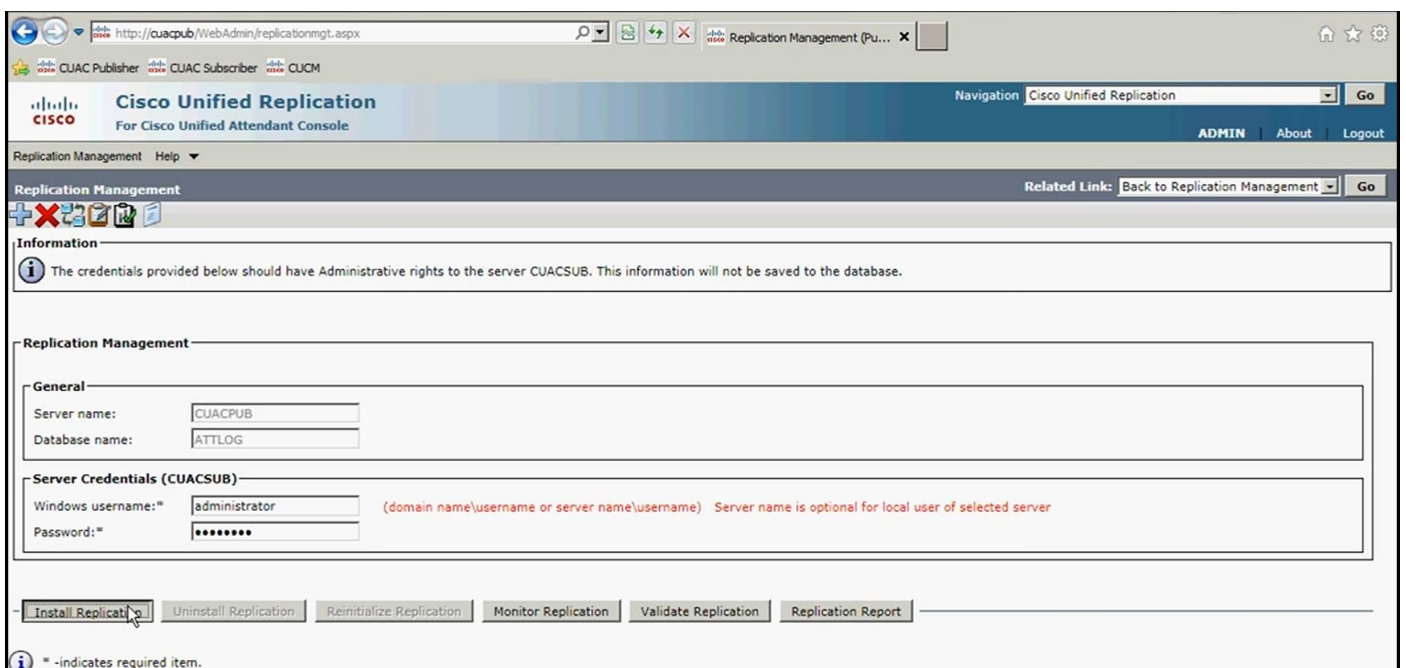 http://cuacpub/WebAdmin/replicationmgt.aspx
Replication Management (Pu...
CUAC Publisher CUAC Subscriber CUCM
CISCO
Cisco Unified Replication
For Cisco Unified Attendant Console
Navigation Cisco Unified Replication Go
ADMIN | About | Logout
Replication Management Help
Replication Management
Related Link: Back to Replication Management Go
Information
The credentials provided below should have Administrative rights to the server CUACSUB. This information will not be saved to the database.
Replication Management
General
Server name: CUACPUB
Database name: ATTLOG
Server Credentials (CUACSUB)
Windows username:* administrator (domain name\username or server name\username) Server name is optional for local user of selected server
Password:* ••••••••
Install Replication Uninstall Replication Reinitialize Replication Monitor Replication Validate Replication Replication Report
* -indicates required item.